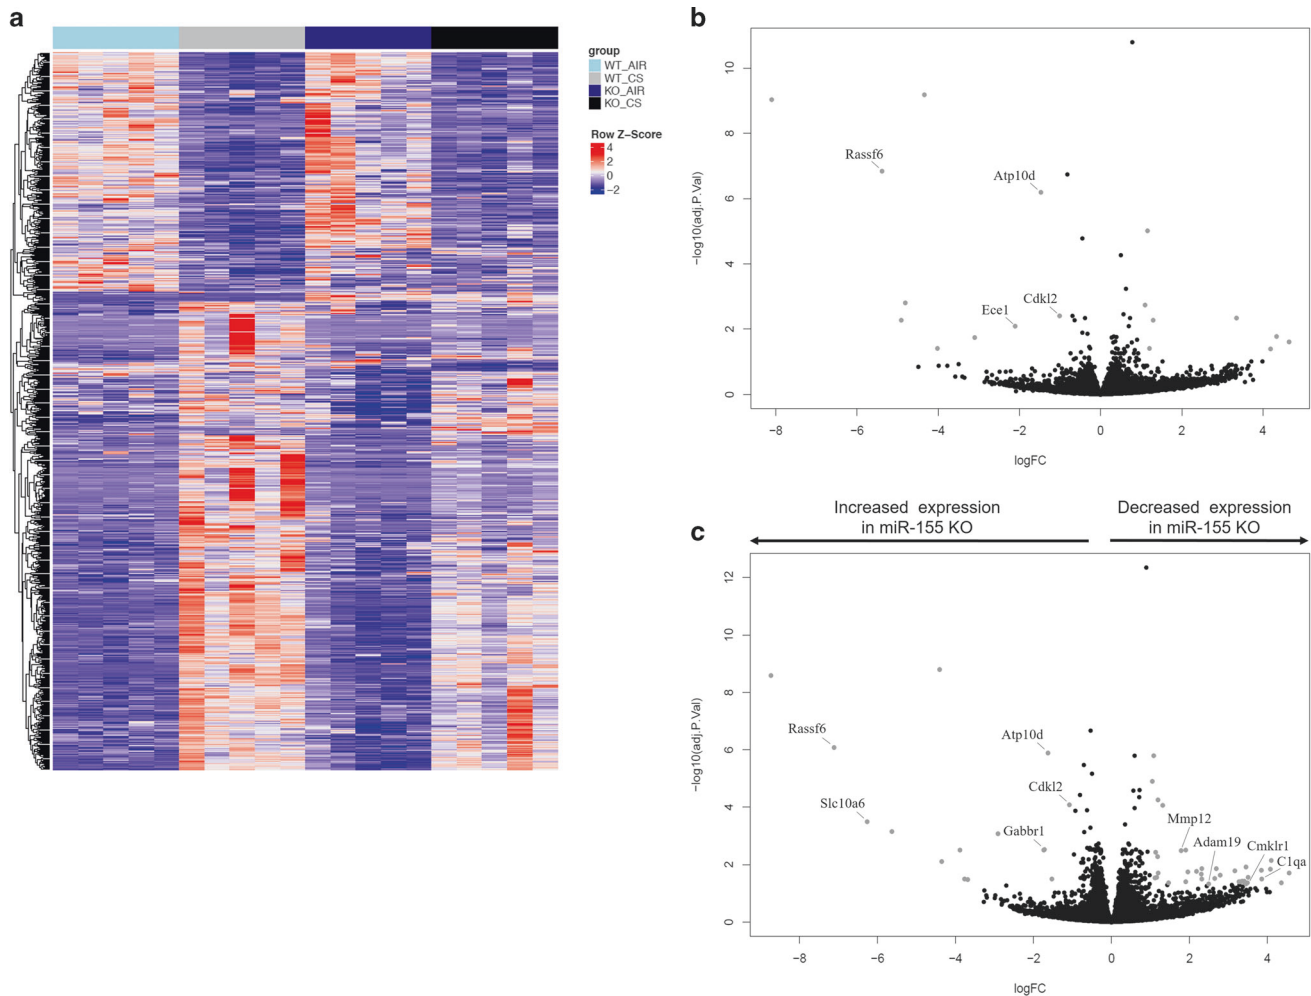 a
group
WT_AIR
WT_CS
KO_AIR
KO_CS
Row Z-Score
4
2
0
−2
b
−log10(adj.P.Val)
10
8
6
4
2
0
Rassf6
Atp10d
Ece1
Cdkl2
−8
−6
−4
−2
0
2
4
logFC
Increased expression
in miR-155 KO
Decreased expression
in miR-155 KO
c
−log10(adj.P.Val)
12
10
8
6
4
2
0
Rassf6
Atp10d
Slc10a6
Cdkl2
Gabbr1
Mmp12
Adam19
Cmklr1
C1qa
−8
−6
−4
−2
0
2
4
logFC